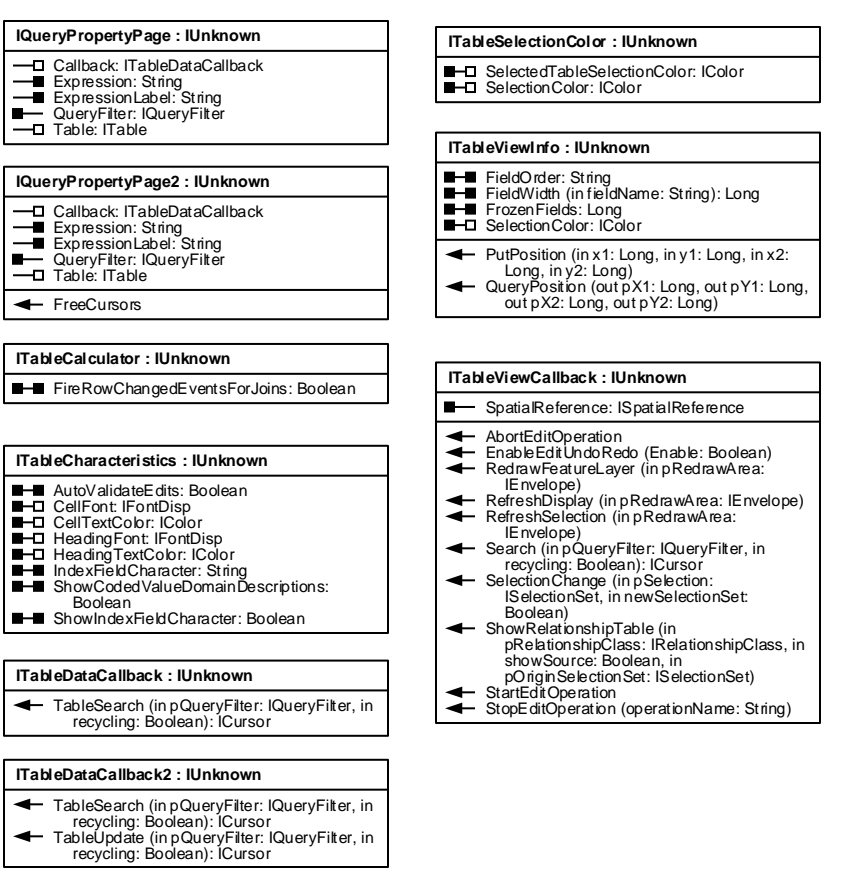 IQueryPropertyPage : IUnknown
Callback: ITableDataCallback
Expression: String
ExpressionLabel: String
QueryFilter: IQueryFilter
Table: ITable
IQueryPropertyPage2 : IUnknown
Callback: ITableDataCallback
Expression: String
ExpressionLabel: String
QueryFilter: IQueryFilter
Table: ITable
FreeCursors
ITableCalculator : IUnknown
FireRowChangedEventsForJoins: Boolean
ITableCharacteristics : IUnknown
AutoValidateEdits: Boolean
CellFont: IFontDisp
CellTextColor: IColor
HeadingFont: IFontDisp
HeadingTextColor: IColor
IndexFieldCharacter: String
ShowCodedValueDomainDescriptions:
Boolean
ShowIndexFieldCharacter: Boolean
ITableDataCallback : IUnknown
TableSearch (in pQueryFilter: IQueryFilter, in
recycling: Boolean): ICursor
ITableDataCallback2 : IUnknown
TableSearch (in pQueryFilter: IQueryFilter, in
recycling: Boolean): ICursor
TableUpdate (in pQueryFilter: IQueryFilter, in
recycling: Boolean): ICursor
ITableSelectionColor : IUnknown
SelectedTableSelectionColor: IColor
SelectionColor: IColor
ITableViewInfo : IUnknown
FieldOrder: String
FieldWidth (in fieldName: String): Long
FrozenFields: Long
SelectionColor: IColor
PutPosition (in x1: Long, in y1: Long, in x2:
Long, in y2: Long)
QueryPosition (out pX1: Long, out pY1: Long,
out pX2: Long, out pY2: Long)
ITableViewCallback : IUnknown
SpatialReference: ISpatialReference
AbortEditOperation
EnableEditUndoRedo (Enable: Boolean)
RedrawFeatureLayer (in pRedrawArea:
IEnvelope)
RefreshDisplay (in pRedrawArea: IEnvelope)
RefreshSelection (in pRedrawArea:
IEnvelope)
Search (in pQueryFilter: IQueryFilter, in
recycling: Boolean): ICursor
SelectionChange (in pSelection:
ISelectionSet, in newSelectionSet:
Boolean)
ShowRelationshipTable (in
pRelationshipClass: IRelationshipClass, in
showSource: Boolean, in
pOriginSelectionSet: ISelectionSet)
StartEditOperation
StopEditOperation (operationName: String)